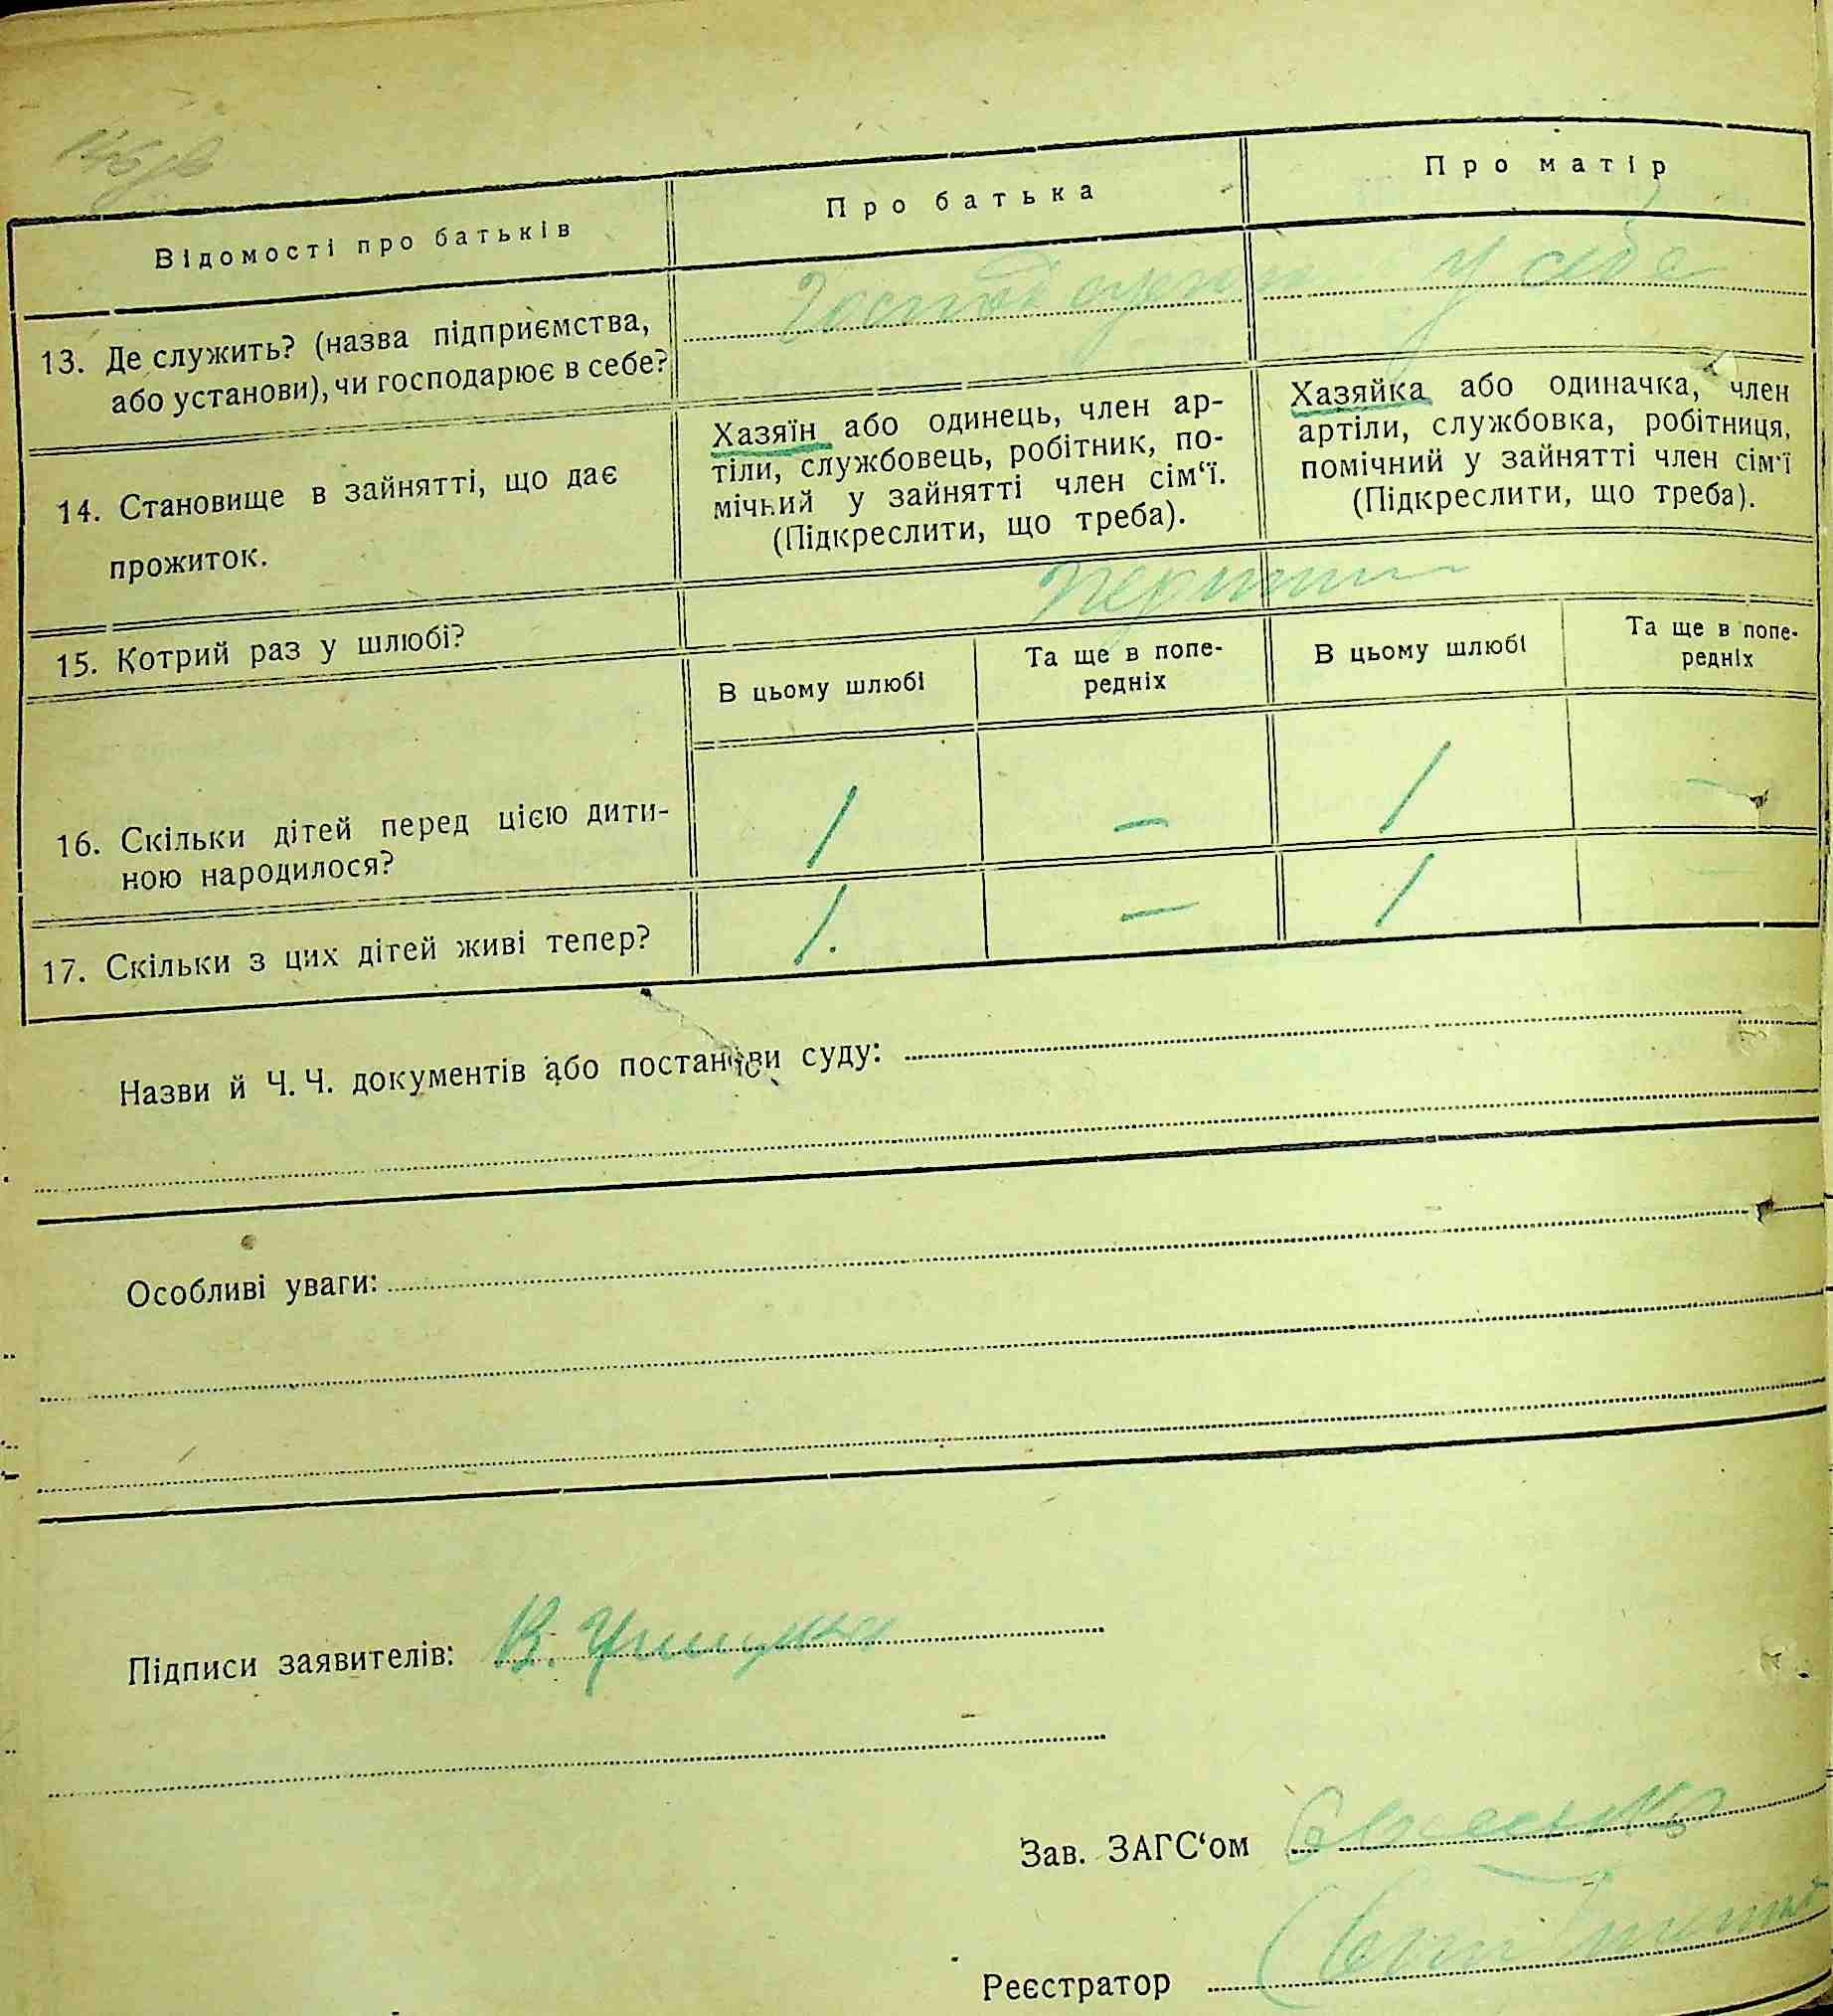 Відомості про батьків
Про батька
Про матір
13. Де служить? (назва підприємства,
або установи), чи господарює в себе?
у себе
14. Становище в зайнятті, що дає
прожиток.
Хазяїн або одинець, член ар-
тіли, службовець, робітник, по-
мічний у зайнятті член сім‘ї.
(Підкреслити, що треба).
Хазяйка або одиначка, член
артіли, службовка, робітниця,
помічний у зайнятті член сім‘ї
(Підкреслити, що треба).
15. Котрий раз у шлюбі?
В цьому шлюбі
Та ще в попе-
редніх
В цьому шлюбі
Та ще в попе-
редніх
16. Скільки дітей перед цією дити-
ною народилося?
1 — 1 —
17. Скільки з цих дітей живі тепер?
1. — 1 —
Назви й Ч. Ч. документів або постанови суду:
Особливі уваги:
Підписи заявителів: В.
Зав. ЗАГС‘ом
Реєстратор